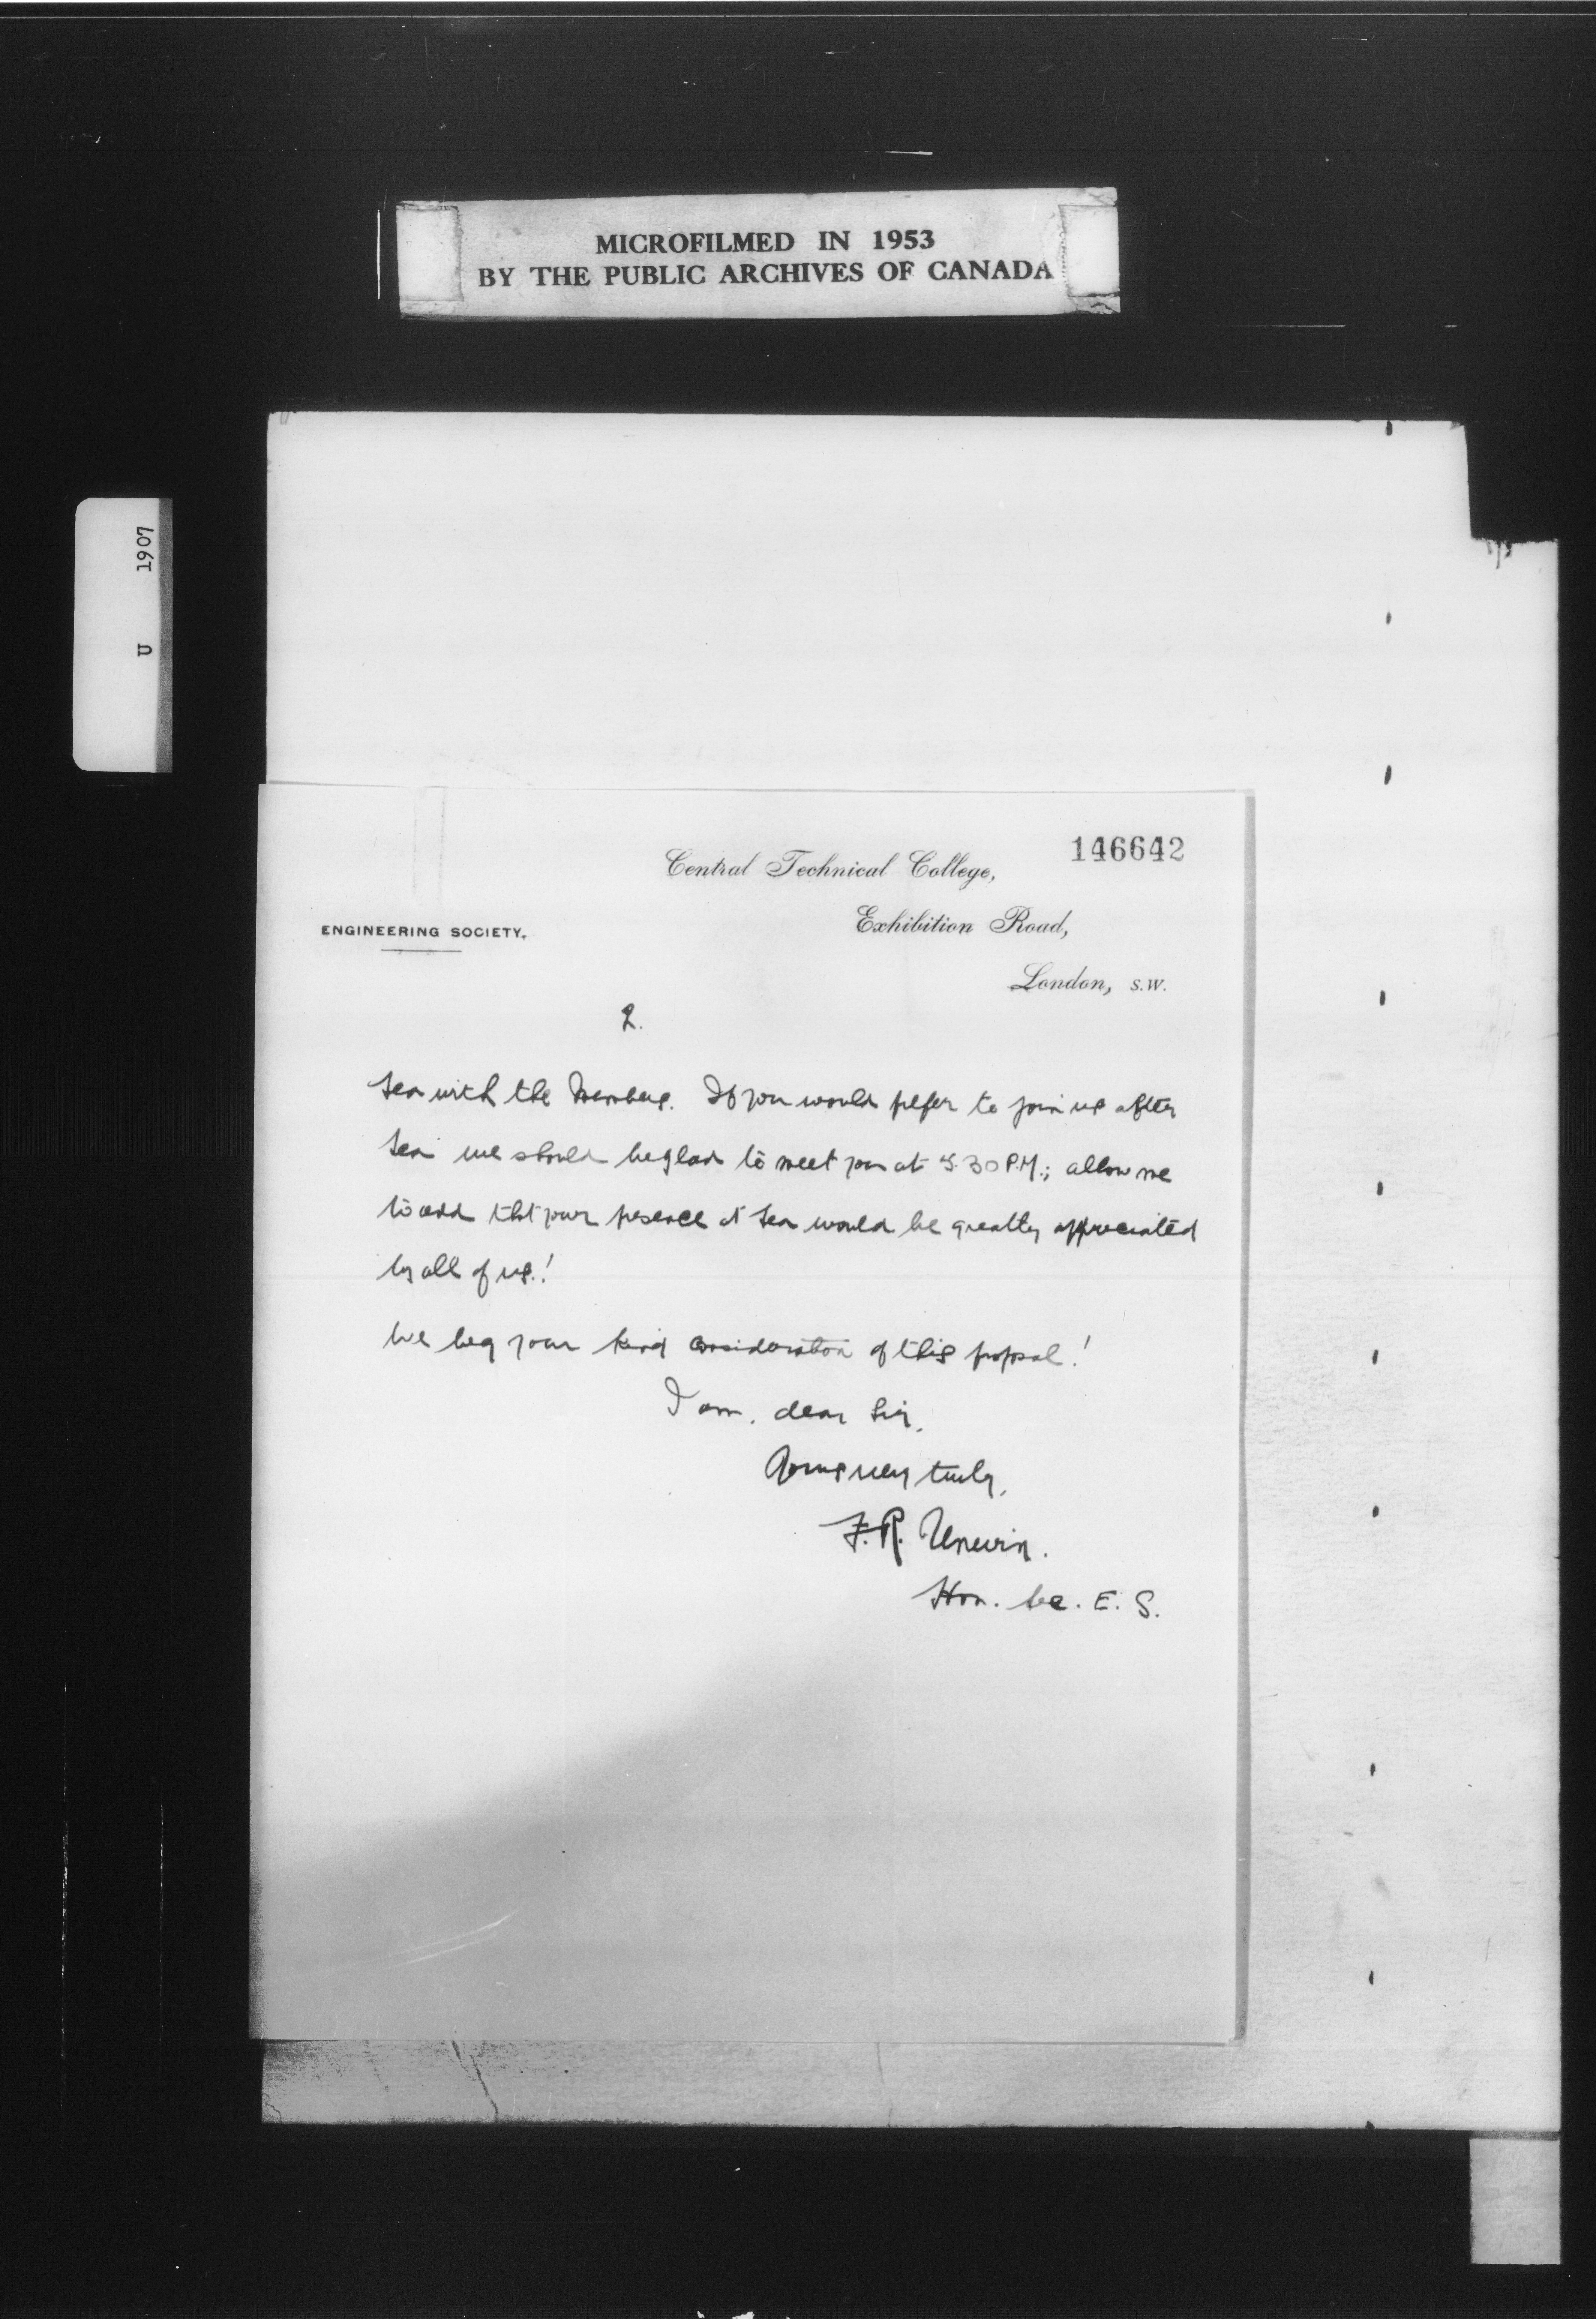 MICROFILMED IN 1953
BY THE PUBLIC ARCHIVES OF CANADA
U 1907
146642
Central Technical College,
ENGINEERING SOCIETY.
Exhibition Road,
London, S.W.
2.
tea with the Members. If you would prefer to join us after
tea we should be glad to meet you at 5.30 P.M.; allow me
to add that your presence at tea would be greatly appreciated
by all of us.!
We beg your kind consideration of this proposal!
I am, dear Sir,
Yours very truly,
F. R. Unwin.
Hon. Sec. E. S.